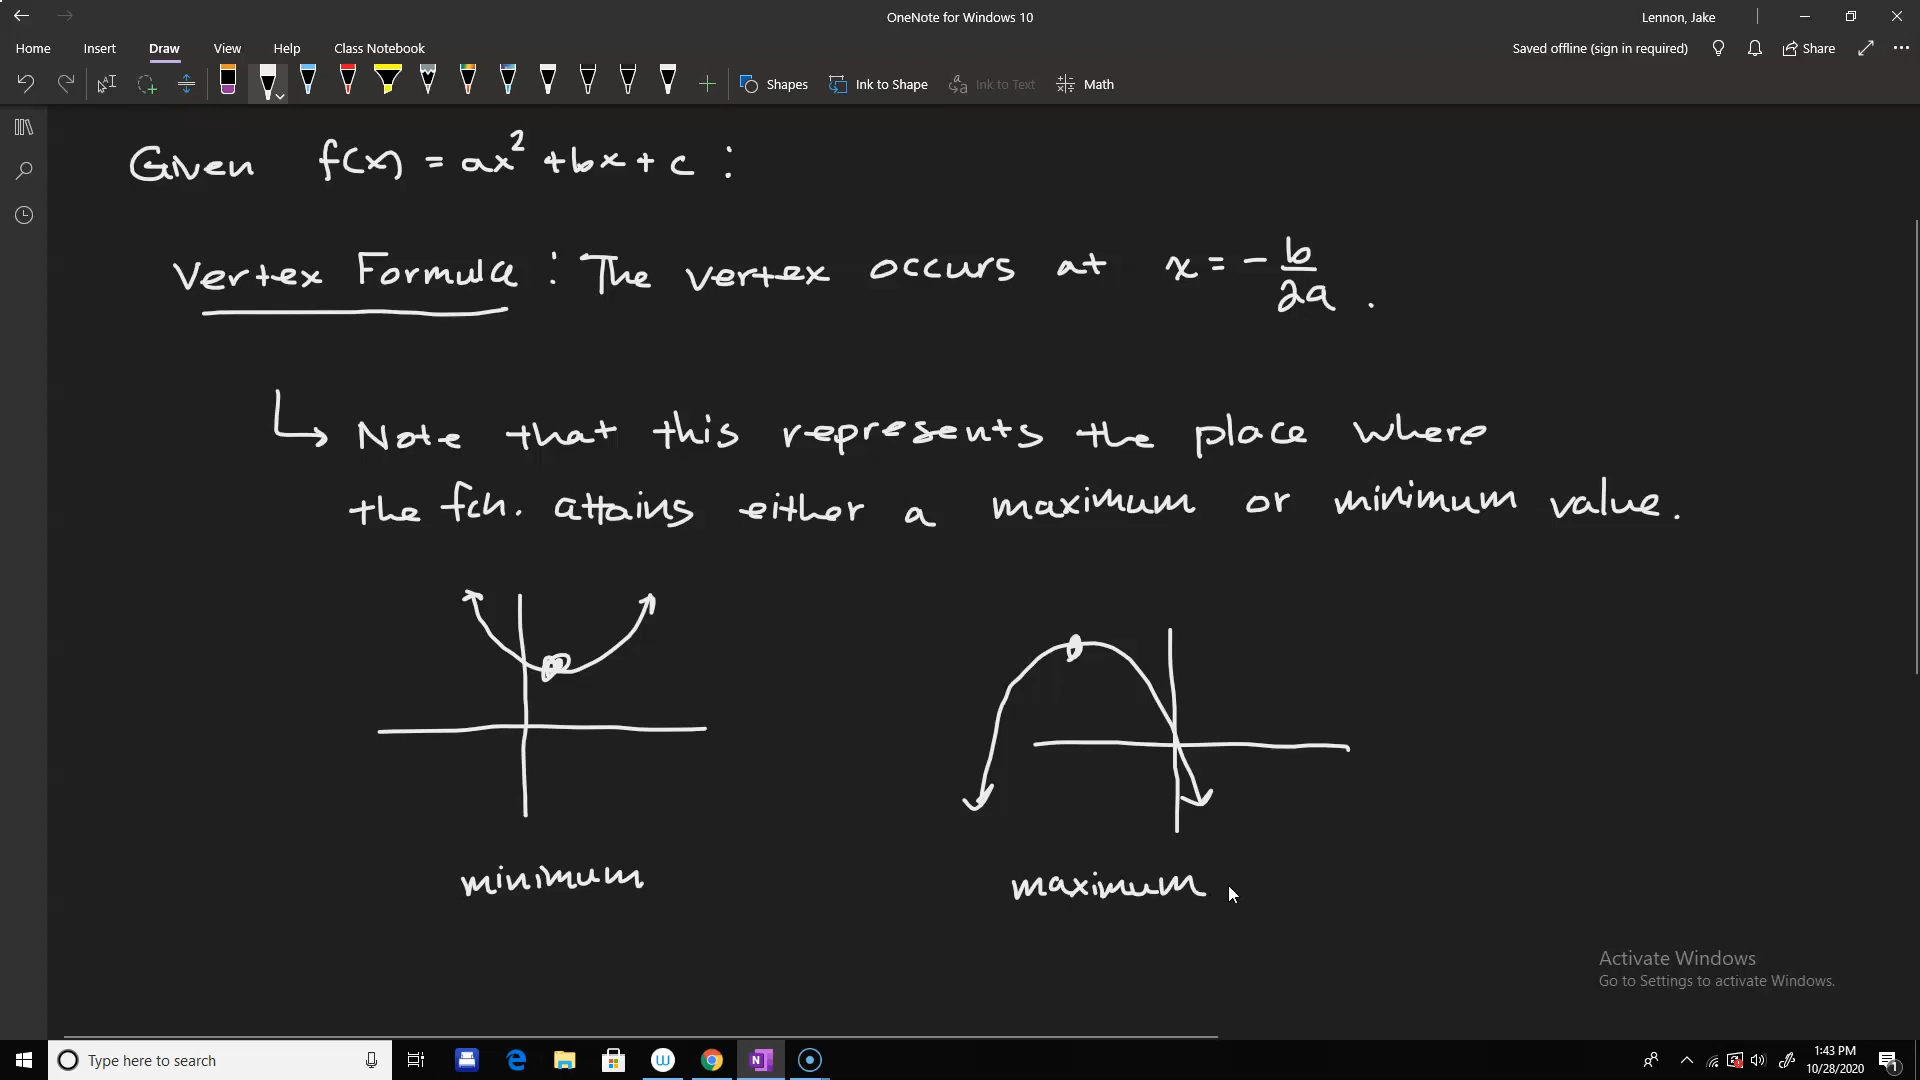 OneNote for Windows 10
Lennon, Jake
Home Insert Draw View Help Class Notebook
Saved offline (sign in required) Share
Shapes Ink to Shape Ink to Text Math
Given f(x) = ax² + bx + c :
Vertex Formula : The vertex occurs at x = - b/2a .
Note that this represents the place where
the fcn. attains either a maximum or minimum value.
minimum
maximum
Activate Windows
Go to Settings to activate Windows.
Type here to search
1:43 PM
10/28/2020